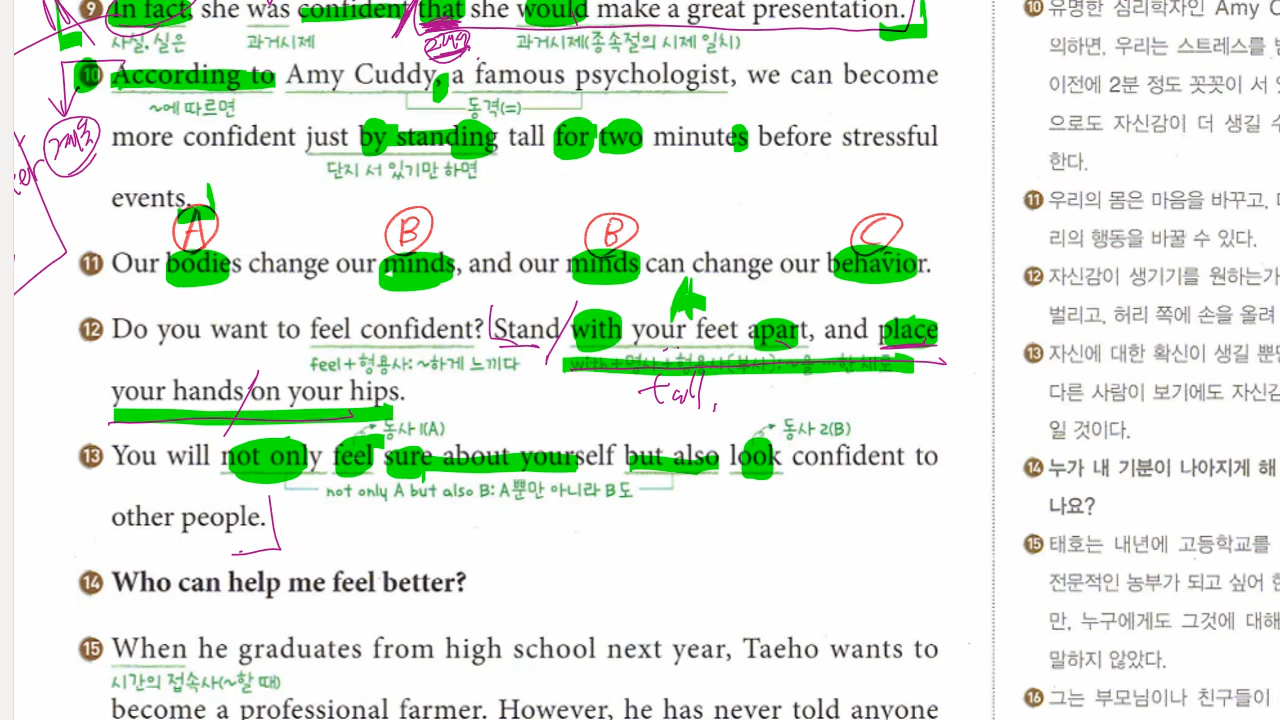 9 In fact, she was confident that she would make a great presentation.
사실, 실은 과거시제 과거시제(종속절의 시제 일치)
10 According to Amy Cuddy, a famous psychologist, we can become
~에 따르면 동격(=)
more confident just by standing tall for two minutes before stressful
단지 서 있기만 하면
events.
A B B C
11 Our bodies change our minds, and our minds can change our behavior.
12 Do you want to feel confident? Stand with your feet apart, and place
feel+형용사: ~하게 느끼다 with+명사+형용사(부사): ~을 …한 채로
tall,
your hands on your hips.
동사 1(A) 동사 2(B)
13 You will not only feel sure about yourself but also look confident to
not only A but also B: A뿐만 아니라 B도
other people.
14 Who can help me feel better?
15 When he graduates from high school next year, Taeho wants to
시간의 접속사(~할 때)
become a professional farmer. However, he has never told anyone
10 유명한 심리학자인 Amy
의하면, 우리는 스트레스를
이전에 2분 정도 꼿꼿이 서
으로도 자신감이 더 생길
한다.
11 우리의 몸은 마음을 바꾸고,
리의 행동을 바꿀 수 있다.
12 자신감이 생기기를 원하는가
벌리고, 허리 쪽에 손을 올려
13 자신에 대한 확신이 생길 뿐
다른 사람이 보기에도 자신감
일 것이다.
14 누가 내 기분이 나아지게 해
나요?
15 태호는 내년에 고등학교를
전문적인 농부가 되고 싶어
만, 누구에게도 그것에 대해
말하지 않았다.
16 그는 부모님이나 친구들이